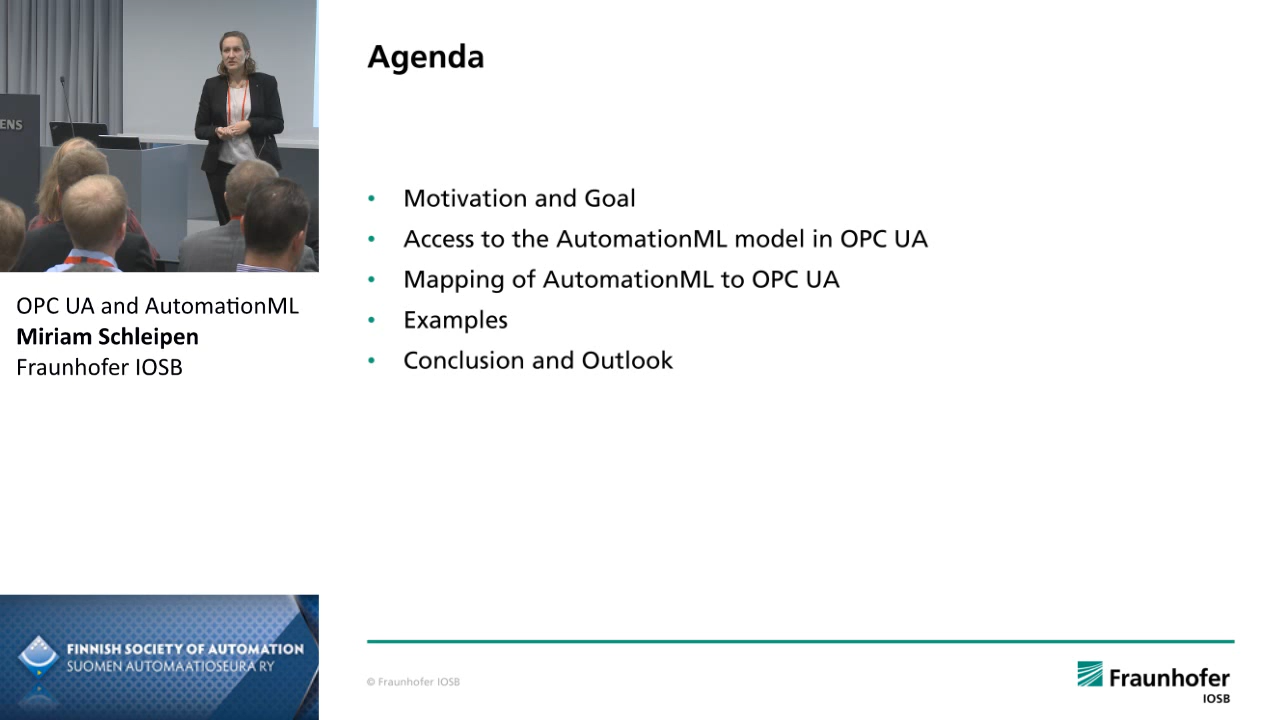 ENS
OPC UA and AutomationML
Miriam Schleipen
Fraunhofer IOSB
FINNISH SOCIETY OF AUTOMATION
SUOMEN AUTOMAATIOSEURA RY
Agenda
• Motivation and Goal
• Access to the AutomationML model in OPC UA
• Mapping of AutomationML to OPC UA
• Examples
• Conclusion and Outlook
© Fraunhofer IOSB
Fraunhofer
IOSB